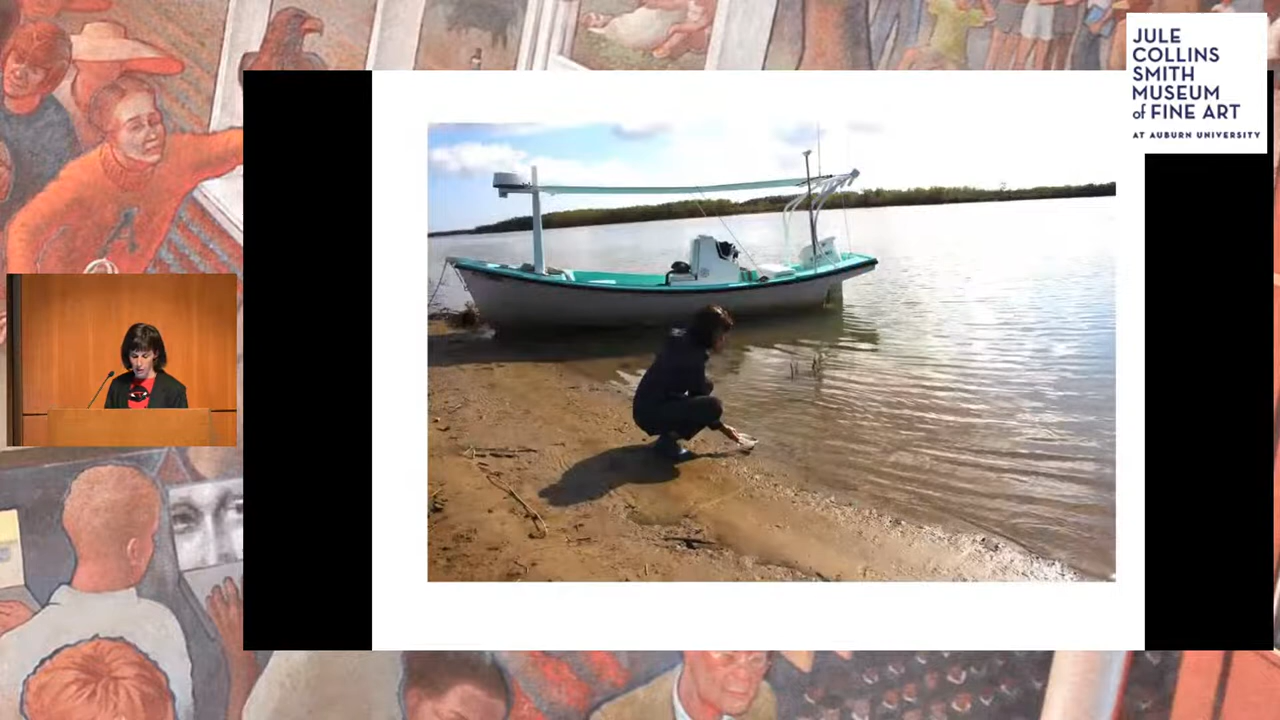 JULE
COLLINS
SMITH
MUSEUM
of FINE ART
AT AUBURN UNIVERSITY
A